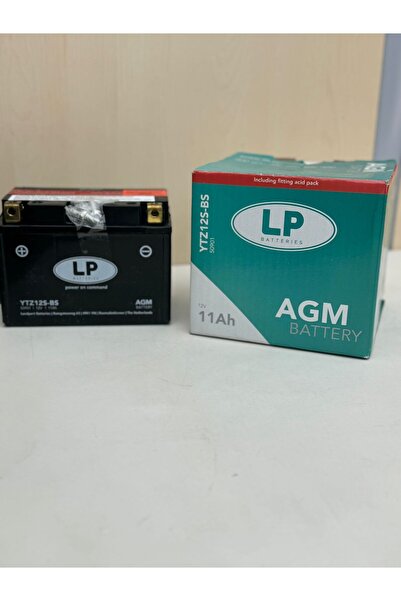 LP
BATTERIES
power on command
YTZ12S-BS
AGM
BATTERY
Including fitting acid pack
YTZ12S-BS
LP
BATTERIES
12V
11Ah
AGM
BATTERY